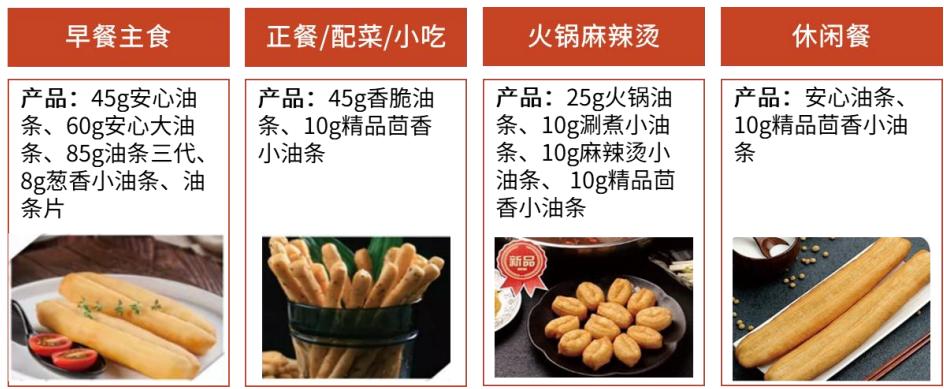 早餐主食
产品：45g安心油
条、60g安心大油
条、85g油条三代、
8g葱香小油条、油
条片
正餐/配菜/小吃
产品：45g香脆油
条、10g精品茴香
小油条
火锅麻辣烫
产品：25g火锅油
条、10g涮煮小油
条、10g麻辣烫小
油条、 10g精品茴
香小油条
新品
休闲餐
产品：安心油条、
10g精品茴香小油
条